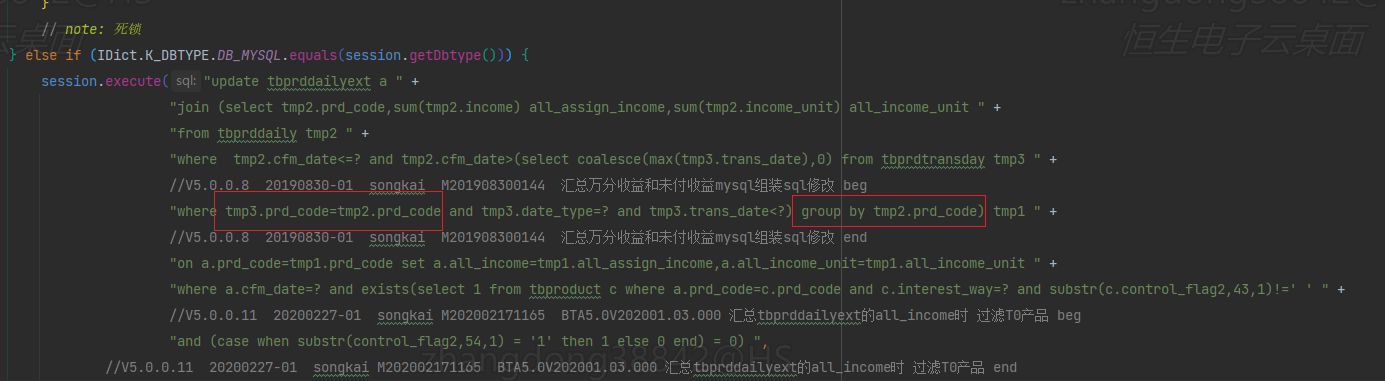 }
// note: 死锁
} else if (IDict.K_DBTYPE.DB_MYSQL.equals(session.getDbtype())) {
session.execute( sql: "update tbprddailyext a " +
"join (select tmp2.prd_code,sum(tmp2.income) all_assign_income,sum(tmp2.income_unit) all_income_unit " +
"from tbprddaily tmp2 " +
"where  tmp2.cfm_date<=? and tmp2.cfm_date>(select coalesce(max(tmp3.trans_date),0) from tbprdtransday tmp3 " +
//V5.0.0.8  20190830-01  songkai  M201908300144  汇总万分收益和未付收益mysql组装sql修改 beg
"where tmp3.prd_code=tmp2.prd_code and tmp3.date_type=? and tmp3.trans_date<?) group by tmp2.prd_code) tmp1 " +
//V5.0.0.8  20190830-01  songkai  M201908300144  汇总万分收益和未付收益mysql组装sql修改 end
"on a.prd_code=tmp1.prd_code set a.all_income=tmp1.all_assign_income,a.all_income_unit=tmp1.all_income_unit " +
"where a.cfm_date=? and exists(select 1 from tbproduct c where a.prd_code=c.prd_code and c.interest_way=? and substr(c.control_flag2,43,1)!=' ' " +
//V5.0.0.11  20200227-01  songkai M202002171165  BTA5.0V202001.03.000 汇总tbprddailyext的all_income时 过滤T0产品 beg
"and (case when substr(control_flag2,54,1) = '1' then 1 else 0 end) = 0) ",
//V5.0.0.11  20200227-01  songkai M202002171165  BTA5.0V202001.03.000 汇总tbprddailyext的all_income时 过滤T0产品 end
恒生电子云桌面
zhangdong38842@HS